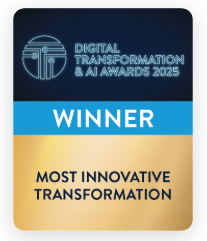 DIGITAL
TRANSFORMATION
& AI AWARDS 2025
WINNER
MOST INNOVATIVE
TRANSFORMATION